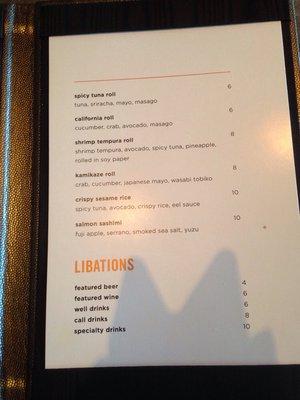 spicy tuna roll 6
tuna, sriracha, mayo, masago
california roll 6
cucumber, crab, avocado, masago
shrimp tempura roll 8
shrimp tempura, avocado, spicy tuna, pineapple,
rolled in soy paper
kamikaze roll 8
crab, cucumber, japanese mayo, wasabi tobiko
crispy sesame rice 10
spicy tuna, avocado, crispy rice, eel sauce
salmon sashimi 10
fuji apple, serrano, smoked sea salt, yuzu
LIBATIONS
featured beer 4
featured wine 6
well drinks 6
call drinks 8
specialty drinks 10